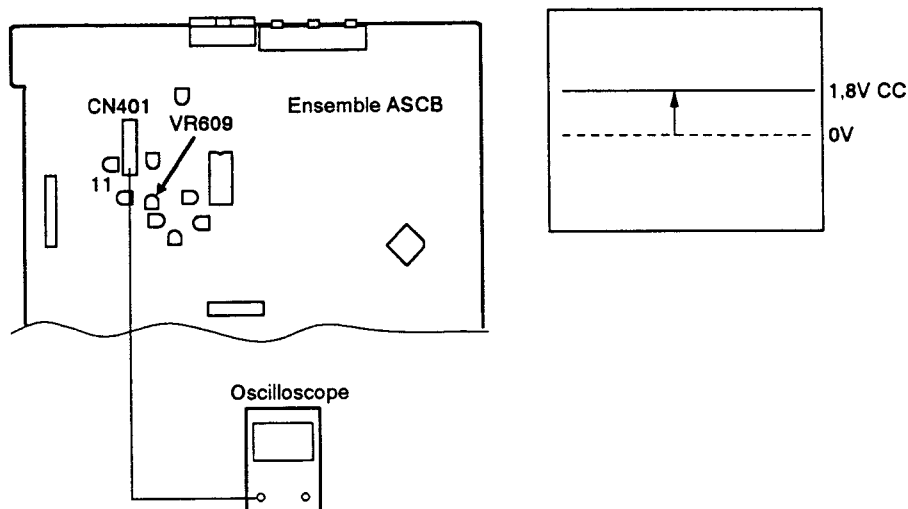 CN401
VR609
Ensemble ASCB
11
Oscilloscope
1,8V CC
0V